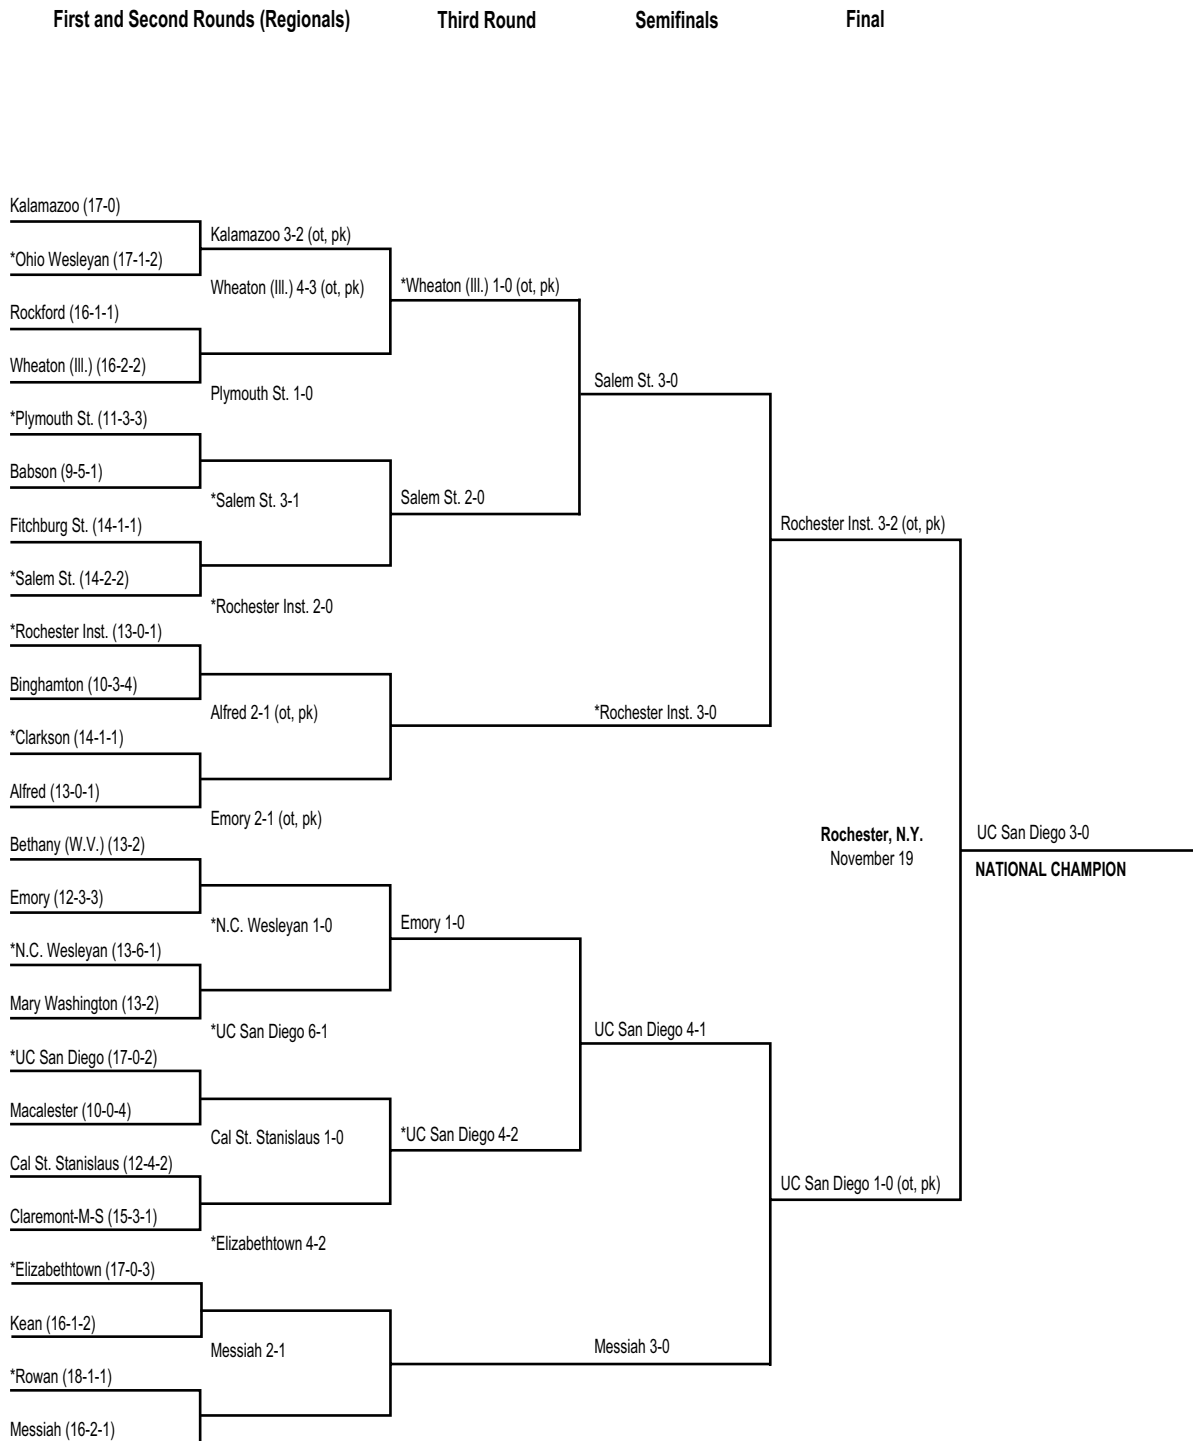 First and Second Rounds (Regionals)
Third Round
Semifinals
Final
Kalamazoo (17-0)
*Ohio Wesleyan (17-1-2)
Rockford (16-1-1)
Wheaton (Ill.) (16-2-2)
*Plymouth St. (11-3-3)
Babson (9-5-1)
Fitchburg St. (14-1-1)
*Salem St. (14-2-2)
*Rochester Inst. (13-0-1)
Binghamton (10-3-4)
*Clarkson (14-1-1)
Alfred (13-0-1)
Bethany (W.V.) (13-2)
Emory (12-3-3)
*N.C. Wesleyan (13-6-1)
Mary Washington (13-2)
*UC San Diego (17-0-2)
Macalester (10-0-4)
Cal St. Stanislaus (12-4-2)
Claremont-M-S (15-3-1)
*Elizabethtown (17-0-3)
Kean (16-1-2)
*Rowan (18-1-1)
Messiah (16-2-1)
Kalamazoo 3-2 (ot, pk)
Wheaton (Ill.) 4-3 (ot, pk)
Plymouth St. 1-0
*Salem St. 3-1
*Rochester Inst. 2-0
Alfred 2-1 (ot, pk)
Emory 2-1 (ot, pk)
*N.C. Wesleyan 1-0
*UC San Diego 6-1
Cal St. Stanislaus 1-0
*Elizabethtown 4-2
Messiah 2-1
*Wheaton (Ill.) 1-0 (ot, pk)
Salem St. 2-0
Emory 1-0
*UC San Diego 4-2
Salem St. 3-0
*Rochester Inst. 3-0
UC San Diego 4-1
Messiah 3-0
Rochester Inst. 3-2 (ot, pk)
UC San Diego 1-0 (ot, pk)
Rochester, N.Y.
November 19
UC San Diego 3-0
NATIONAL CHAMPION